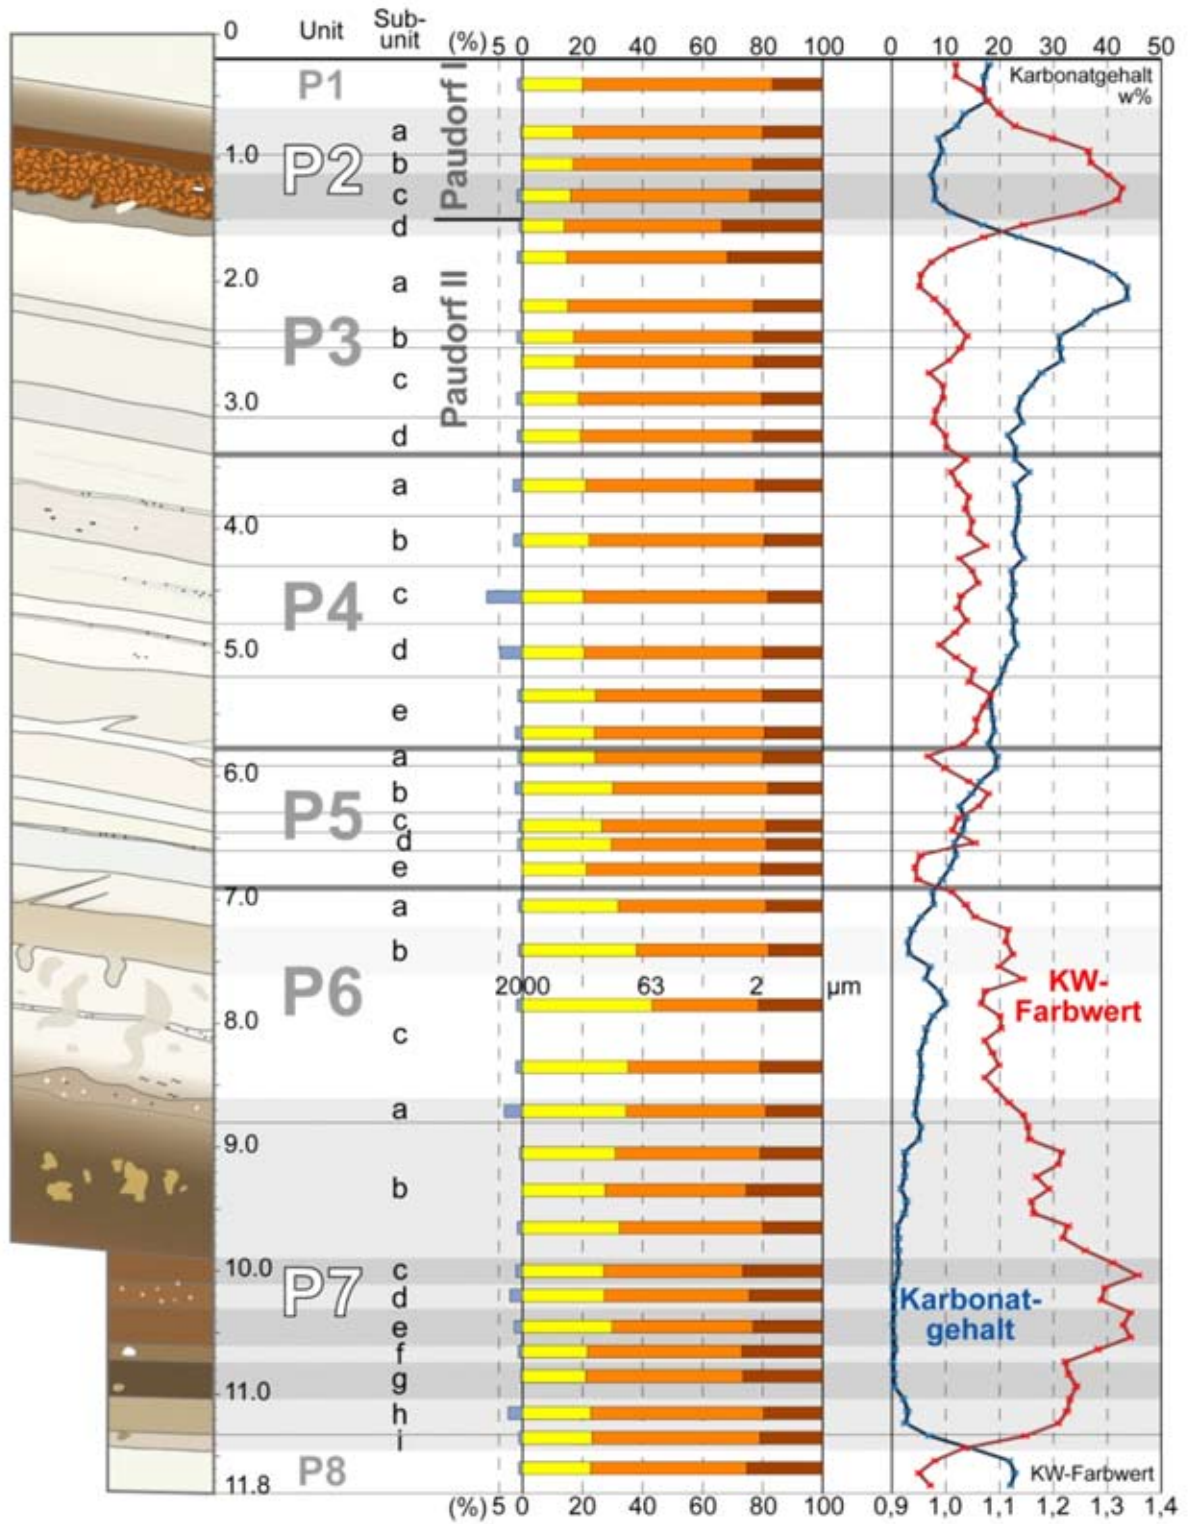 0 Unit Sub-unit (%) 5 0 20 40 60 80 100 0 10 20 30 40 50
Karbonatgehalt
w%
P1
Paudorf I
a
1.0
P2
b
c
d
2.0
a
Paudorf II
P3
b
c
3.0
d
a
4.0
b
P4
c
5.0
d
e
a
6.0
b
P5
c
d
e
7.0
a
b
P6
2000 63 2 µm
KW-
Farbwert
8.0
c
a
9.0
b
10.0
P7
c
d
Karbonat-
gehalt
e
f
g
11.0
h
i
P8
KW-Farbwert
11.8
(%) 5 0 20 40 60 80 100 0,9 1,0 1,1 1,2 1,3 1,4